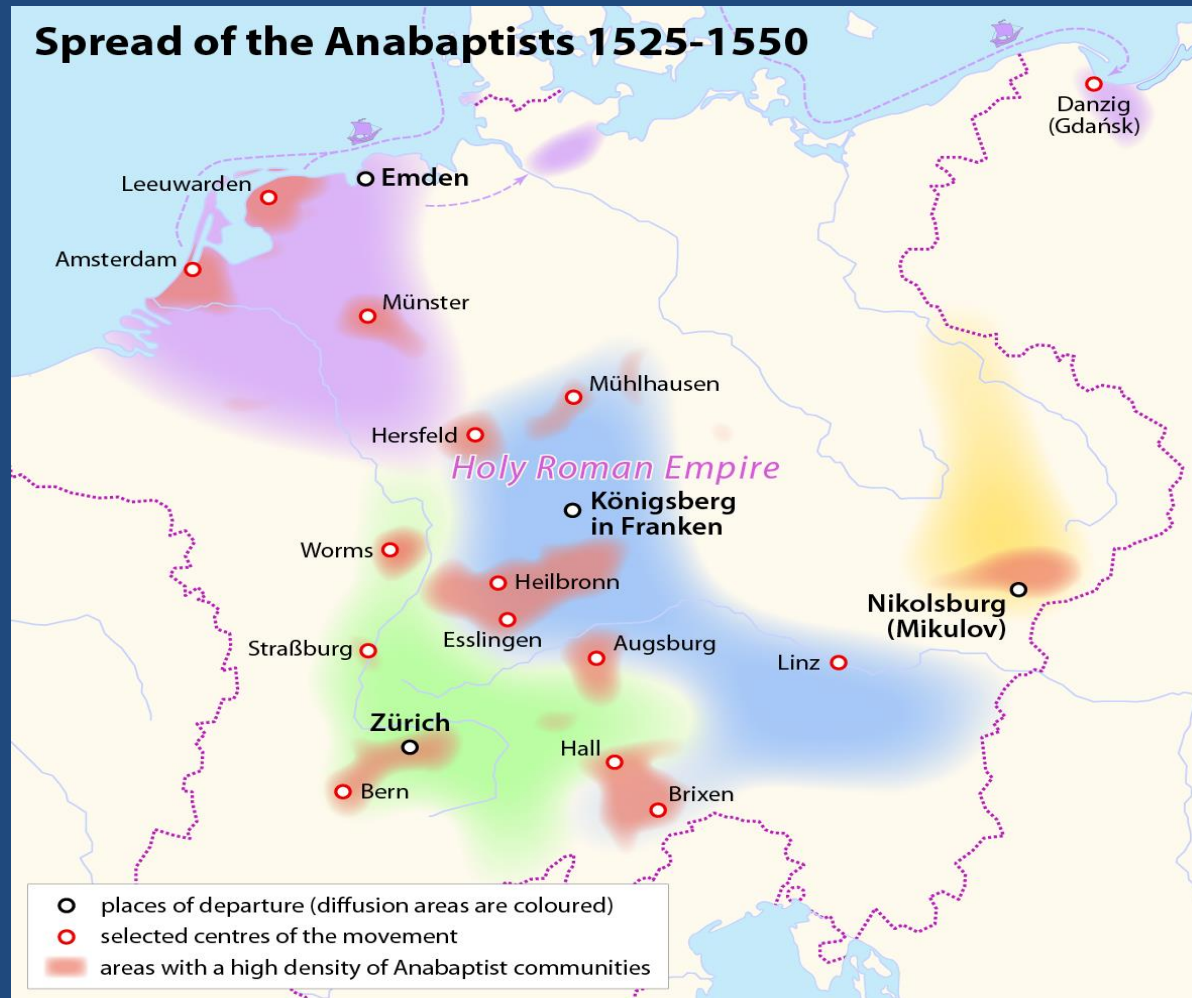 Spread of the Anabaptists 1525-1550
Danzig
(Gdańsk)
Leeuwarden
Emden
Amsterdam
Münster
Mühlhausen
Hersfeld
Holy Roman Empire
Königsberg
in Franken
Worms
Heilbronn
Nikolsburg
(Mikulov)
Esslingen
Straßburg
Augsburg
Linz
Zürich
Hall
Bern
Brixen
places of departure (diffusion areas are coloured)
selected centres of the movement
areas with a high density of Anabaptist communities